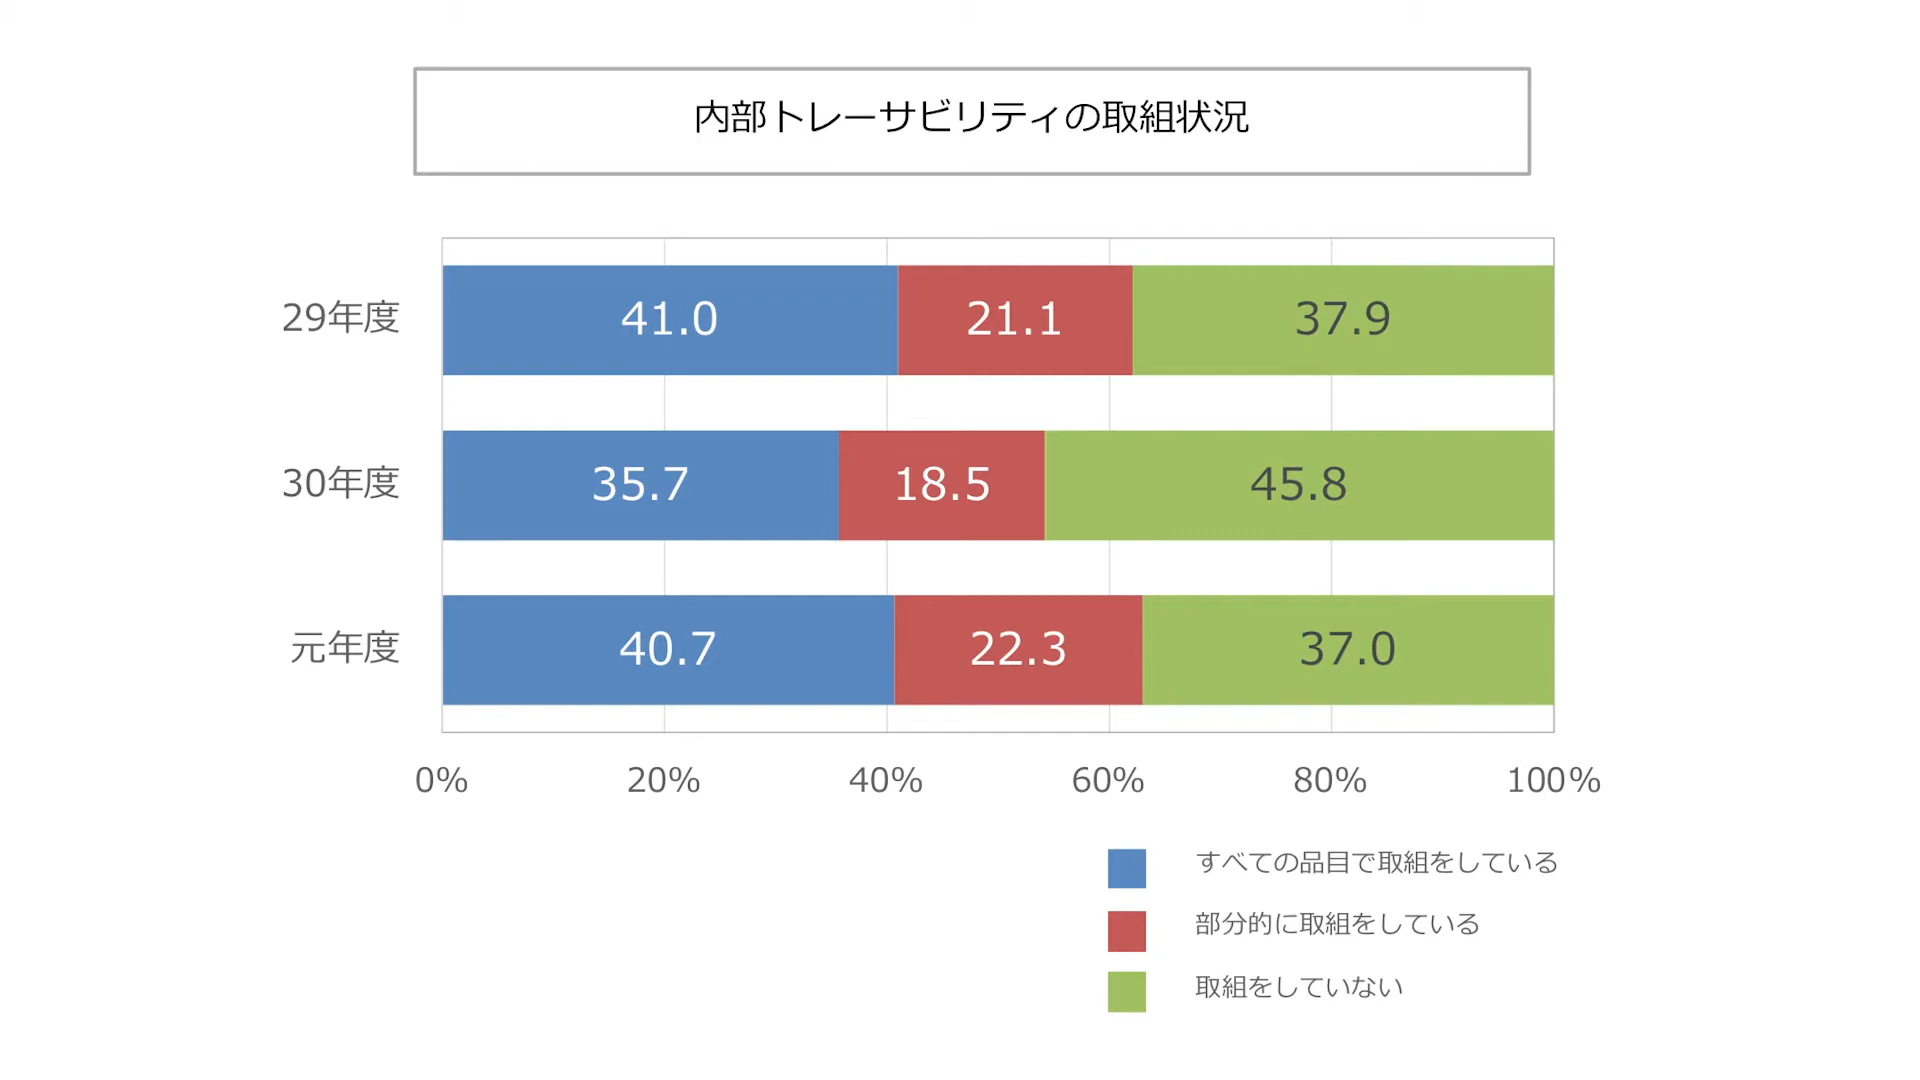 内部トレーサビリティの取組状況
29年度 41.0 21.1 37.9
30年度 35.7 18.5 45.8
元年度 40.7 22.3 37.0
0% 20% 40% 60% 80% 100%
すべての品目で取組をしている
部分的に取組をしている
取組をしていない